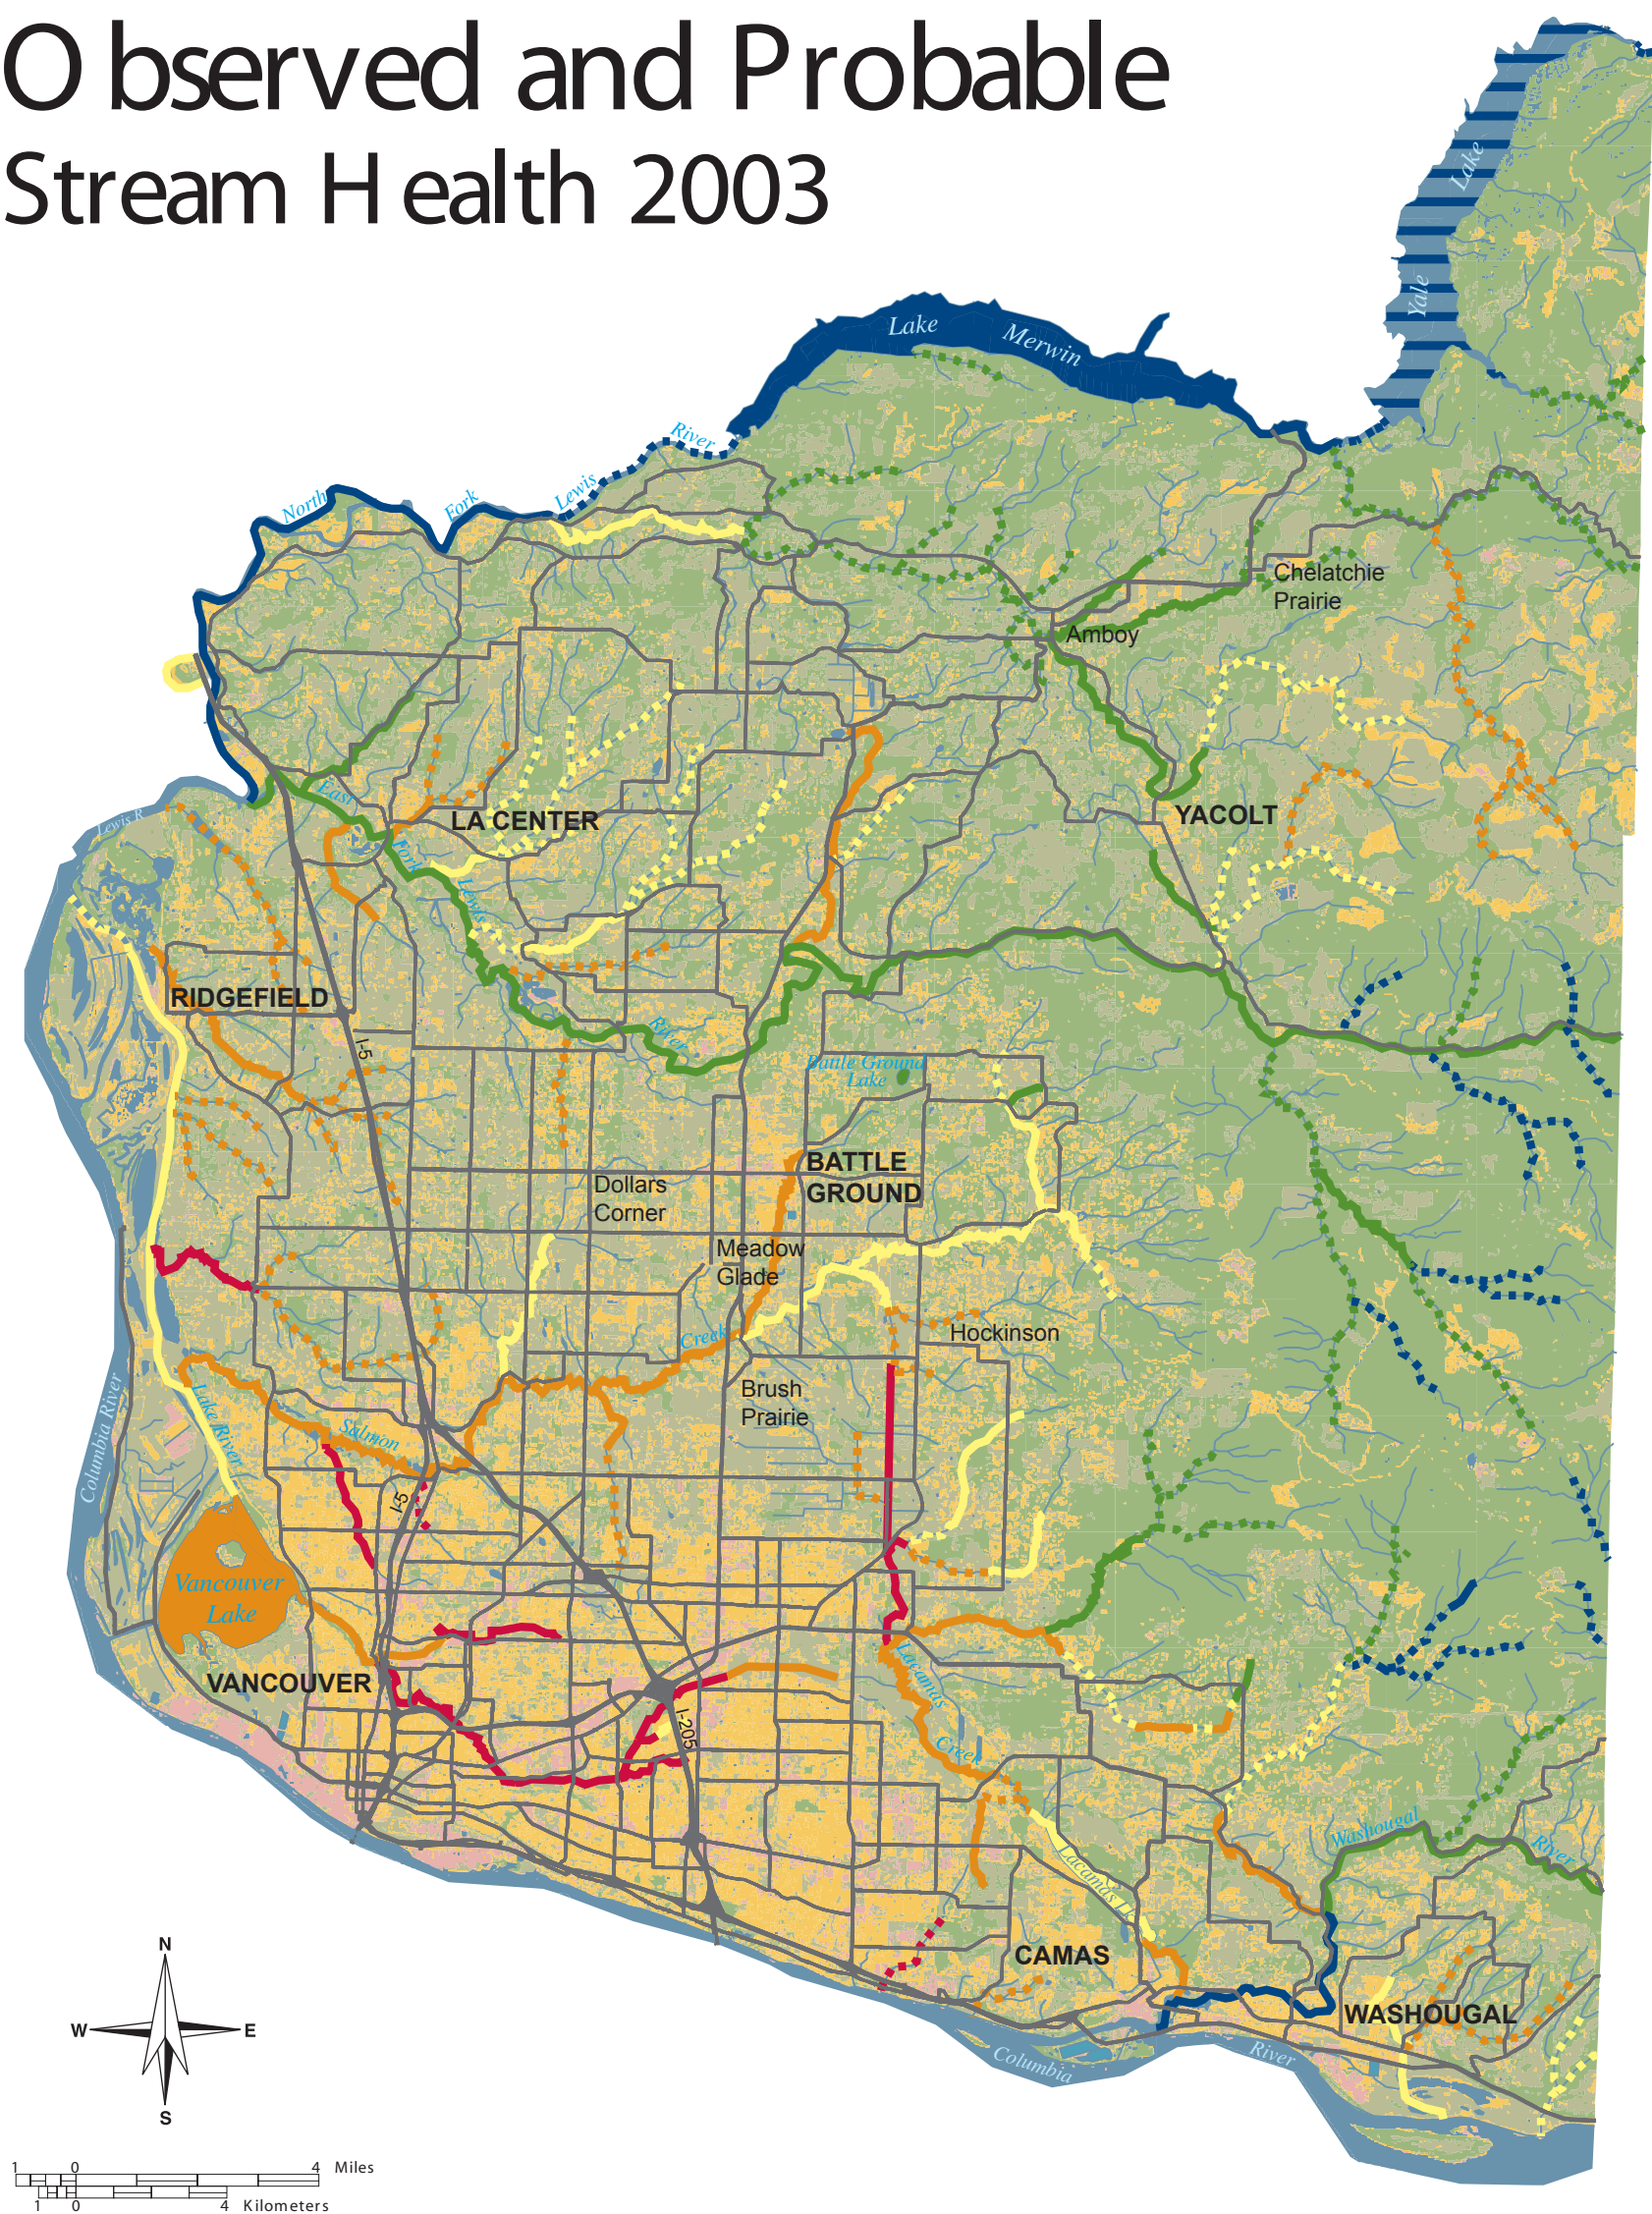 Observed and Probable
Stream Health 2003
Lake
Yale
Lake
Merwin
River
Lewis
Fork
North
Chelatchie
Prairie
Amboy
East
Lewis R
LA CENTER
YACOLT
Fork
Lewis
RIDGEFIELD
River
I-5
Battle Ground
Lake
BATTLE
GROUND
Dollars
Corner
Meadow
Glade
Creek
Hockinson
Brush
Prairie
Lake River
Salmon
Columbia River
I-5
Vancouver
Lake
VANCOUVER
Lacamas
Creek
I-205
Washougal
River
Lacamas L
CAMAS
WASHOUGAL
Columbia
River
N
W
E
S
1 0 4 Miles
1 0 4 Kilometers